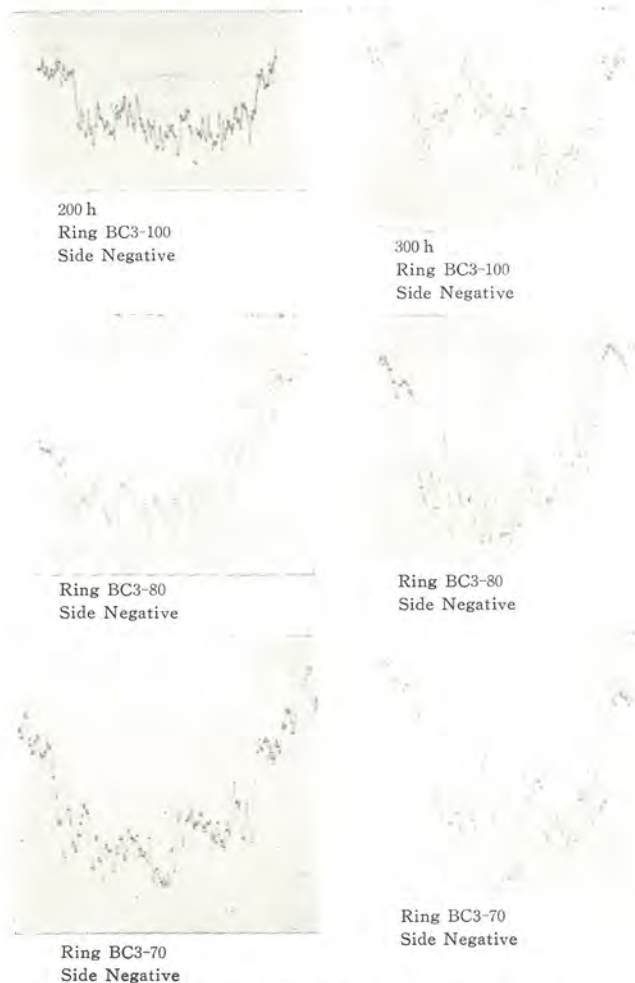 200 h
Ring BC3-100
Side Negative
300 h
Ring BC3-100
Side Negative
Ring BC3-80
Side Negative
Ring BC3-80
Side Negative
Ring BC3-70
Side Negative
Ring BC3-70
Side Negative